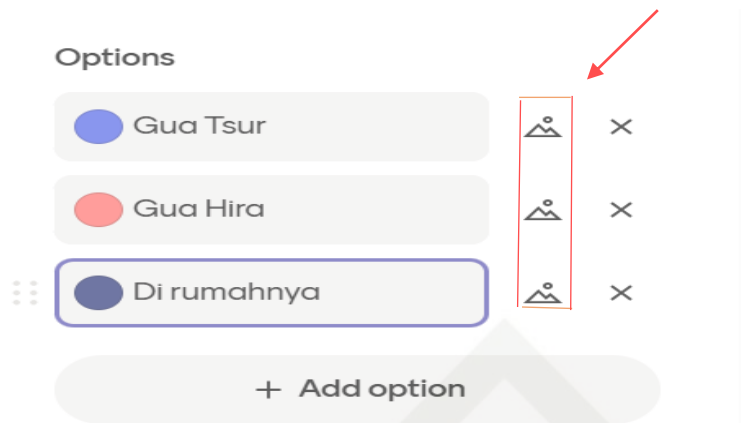 Options
Gua Tsur
Gua Hira
Di rumahnya
+ Add option